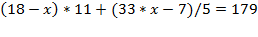 (18 − x) ∗ 11 + (33 ∗ x − 7)/5 = 179